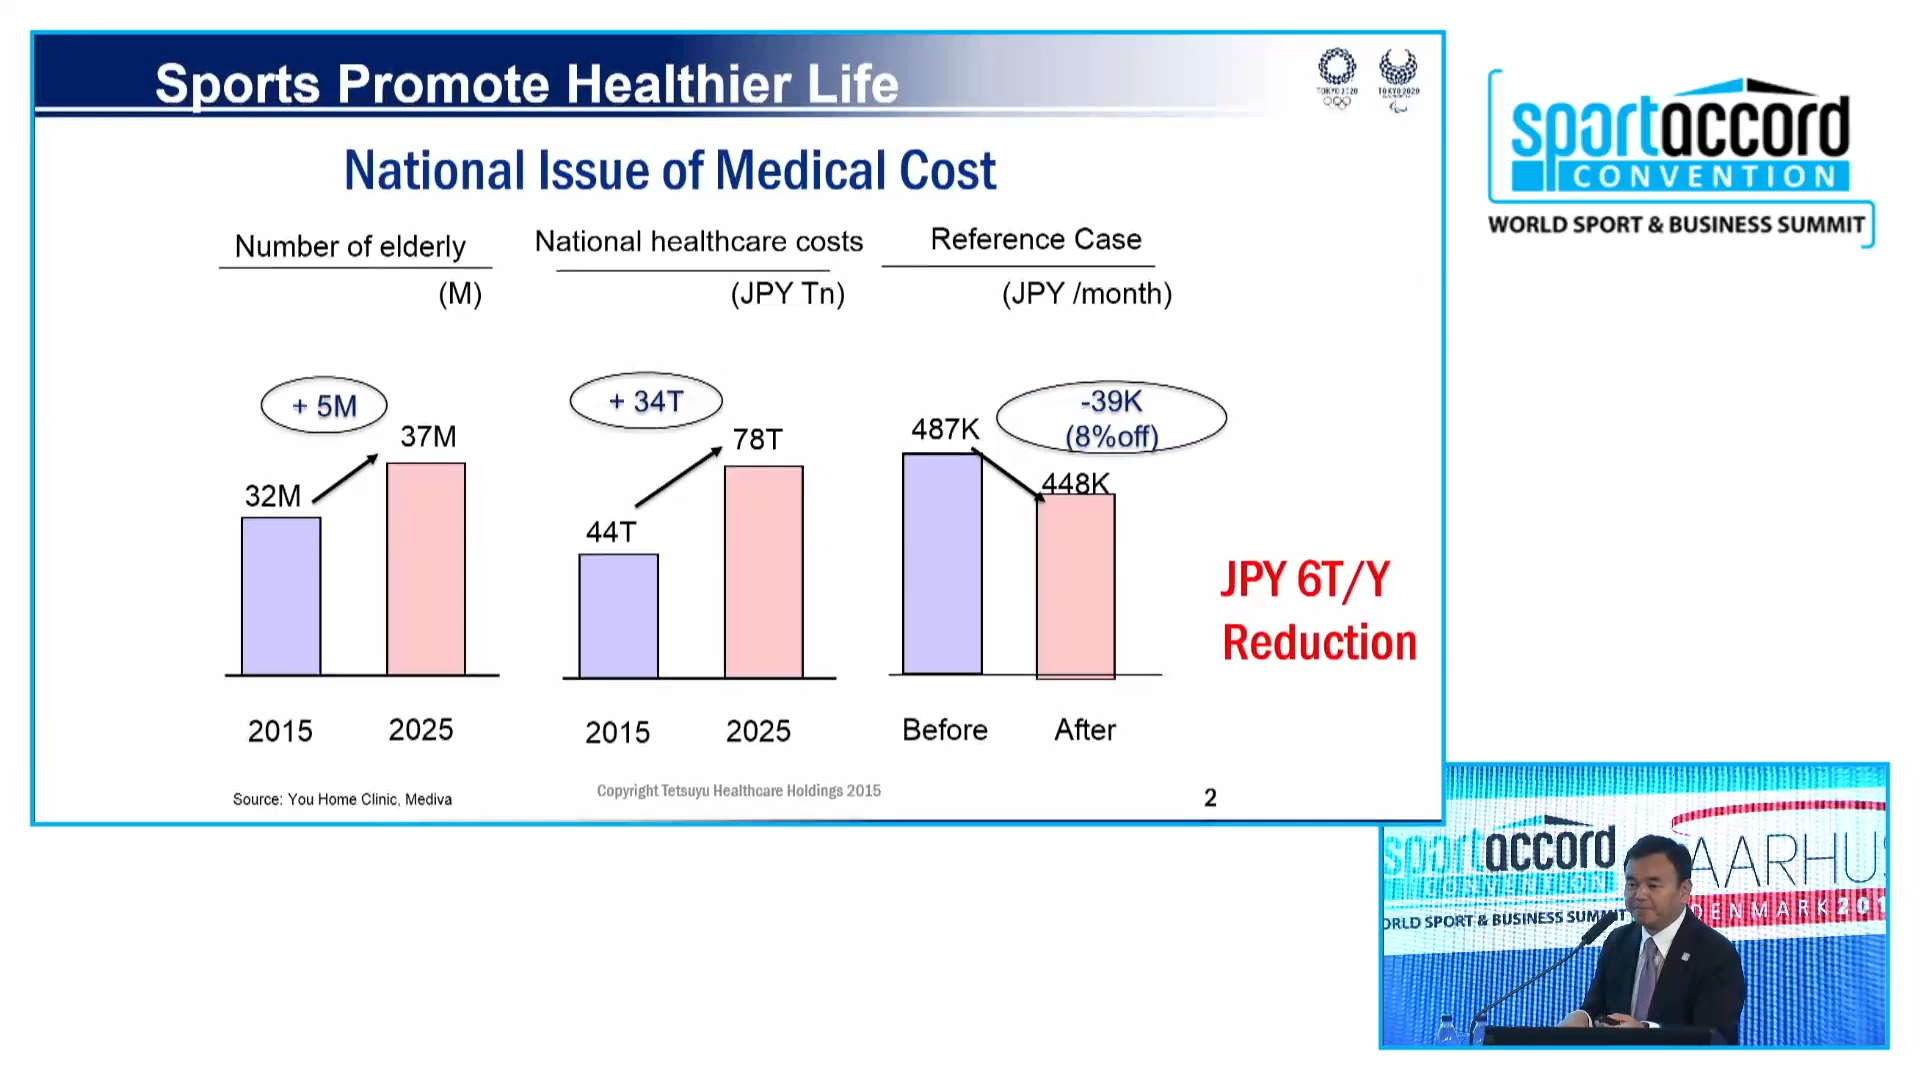 Sports Promote Healthier Life
TOKYO 2020
TOKYO 2020
National Issue of Medical Cost
Number of elderly
(M)
National healthcare costs
(JPY Tn)
Reference Case
(JPY /month)
+ 5M
32M
37M
2015
2025
+ 34T
44T
78T
2015
2025
-39K
(8%off)
487K
448K
Before
After
JPY 6T/Y
Reduction
Source: You Home Clinic, Mediva
Copyright Tetsuyu Healthcare Holdings 2015
2
sportaccord
CONVENTION
WORLD SPORT & BUSINESS SUMMIT
sportaccord
CONVENTION
ORLD SPORT & BUSINESS SUMMIT
AARHUS
DENMARK 201